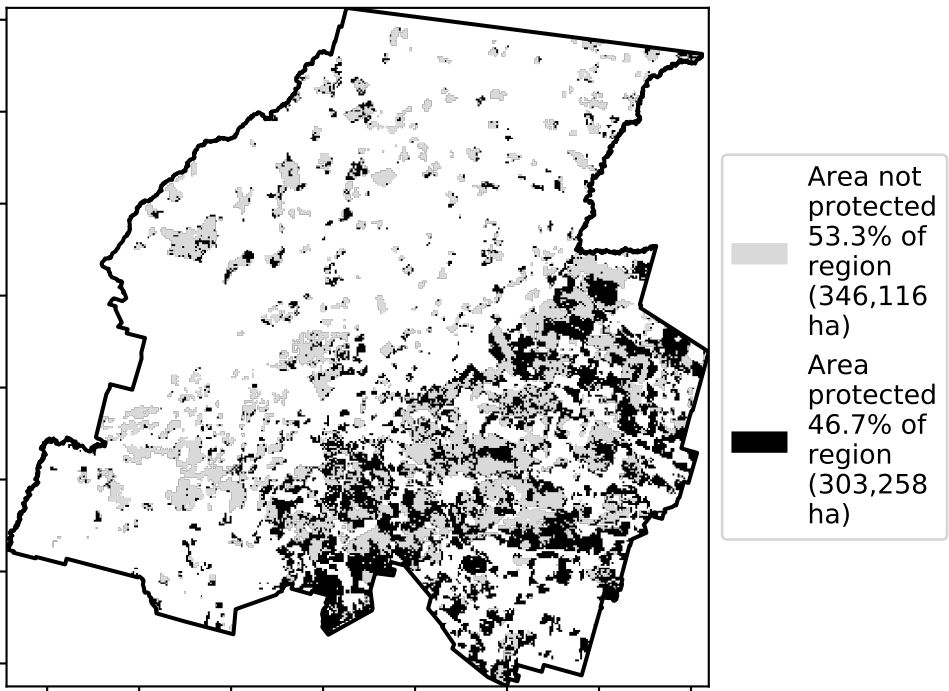 Area not
protected
53.3% of
region
(346,116
ha)
Area
protected
46.7% of
region
(303,258
ha)